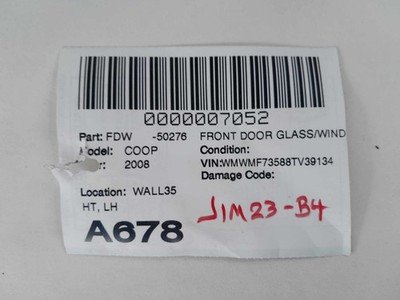 0000007052
Part: FDW -50276 FRONT DOOR GLASS/WIND
Model: COOP Condition:
2008 VIN:WMWMF73588TV39134
Damage Code:
Location: WALL35
HT, LH
A678 JIM23-B4